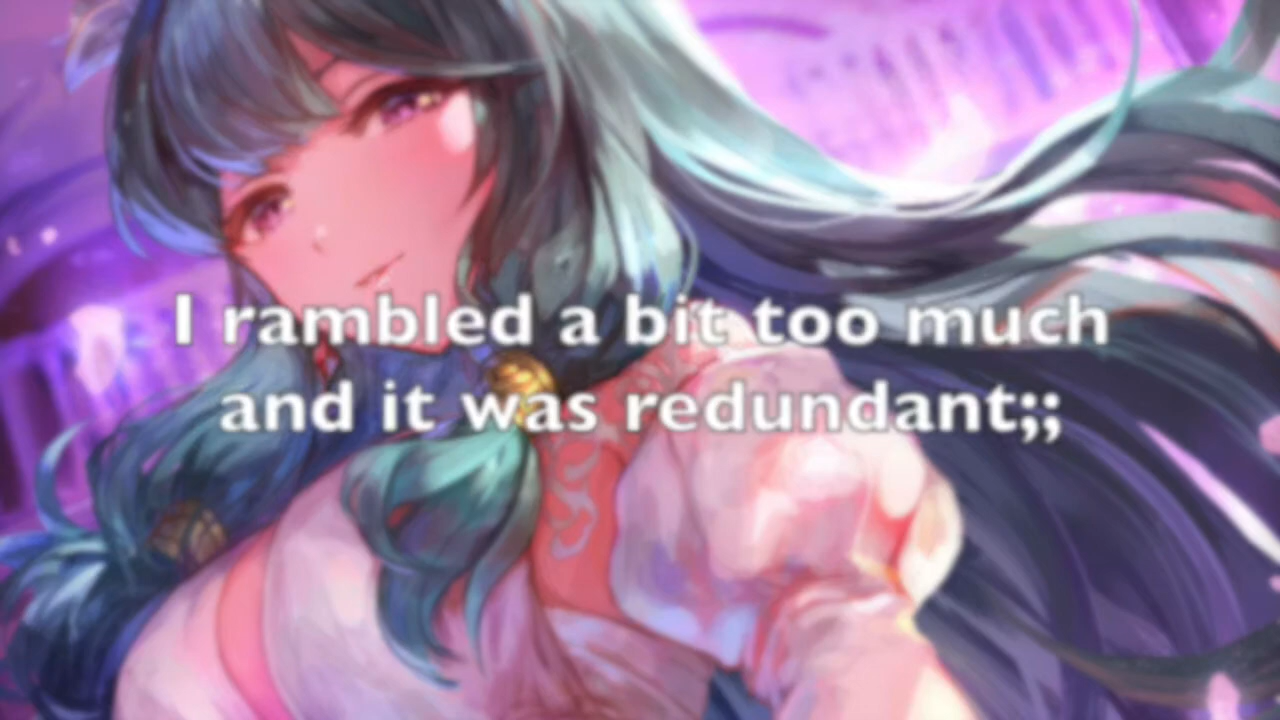 I rambled a bit too much
and it was redundant;;